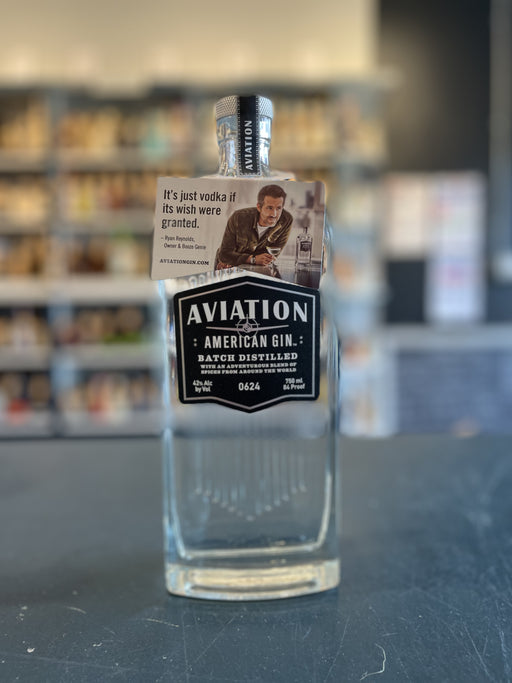 AVIATION
It's just vodka if
its wish were
granted.
- Ryan Reynolds,
Owner & Booze Genie
AVIATIONGIN.COM
AVIATION
AMERICAN GIN
BATCH DISTILLED
WITH AN ADVENTUROUS BLEND OF
SPICES FROM AROUND THE WORLD
42% Alc
by Vol
0624
750 ml
84 Proof